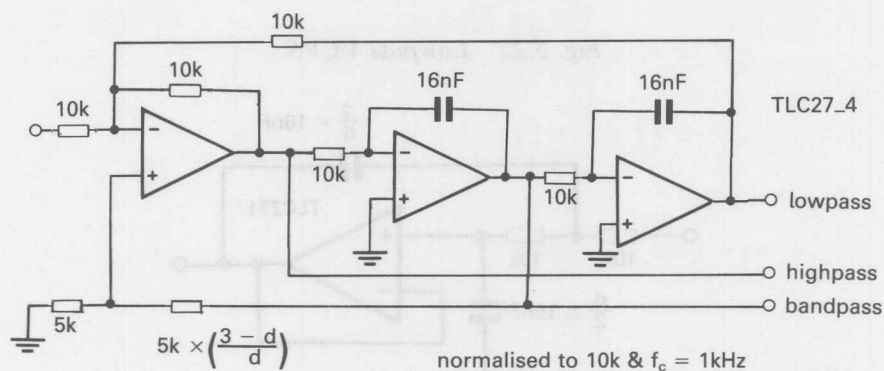 10k
10k
16nF
16nF
10k
TLC27_4
−
−
−
10k
10k
+
+
+
lowpass
highpass
bandpass
5k
5k × (3 − d / d)
normalised to 10k & f_c = 1kHz